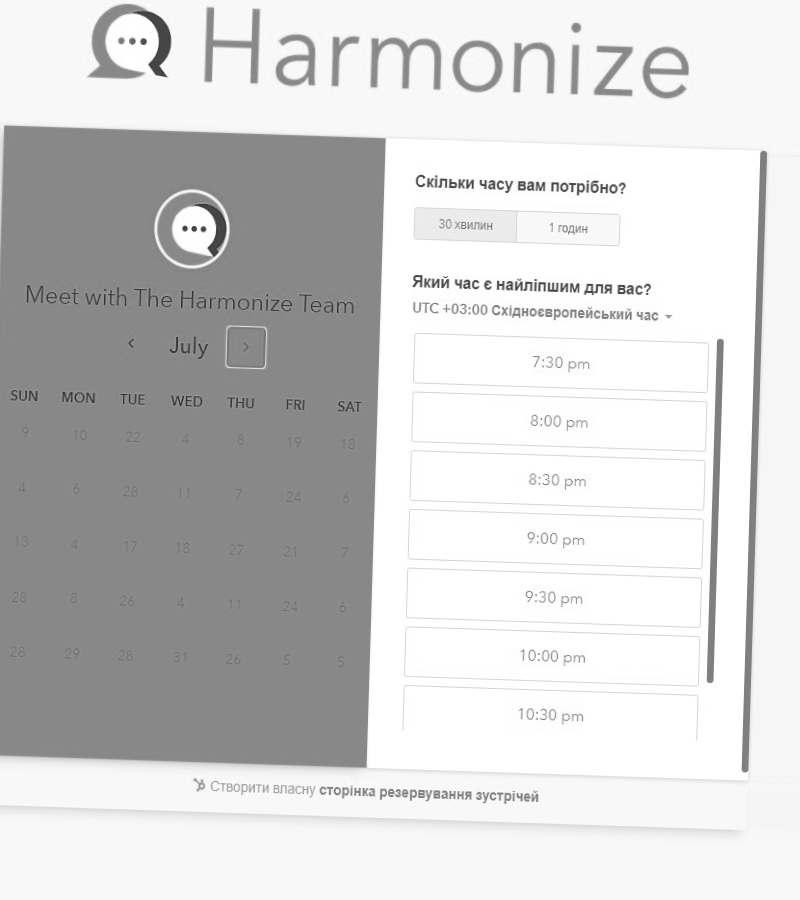 Harmonize
Meet with The Harmonize Team
July
SUN MON TUE WED THU FRI SAT
9 10 22 4 8 19 18
4 6 28 11 7 24 6
13 4 17 18 27 21 7
28 8 26 4 11 24 6
28 29 28 31 26 5 5
Скільки часу вам потрібно?
30 хвилин 1 годин
Який час є найліпшим для вас?
UTC +03:00 Східноєвропейський час
7:30 pm
8:00 pm
8:30 pm
9:00 pm
9:30 pm
10:00 pm
10:30 pm
Створити власну сторінка резервування зустрічей